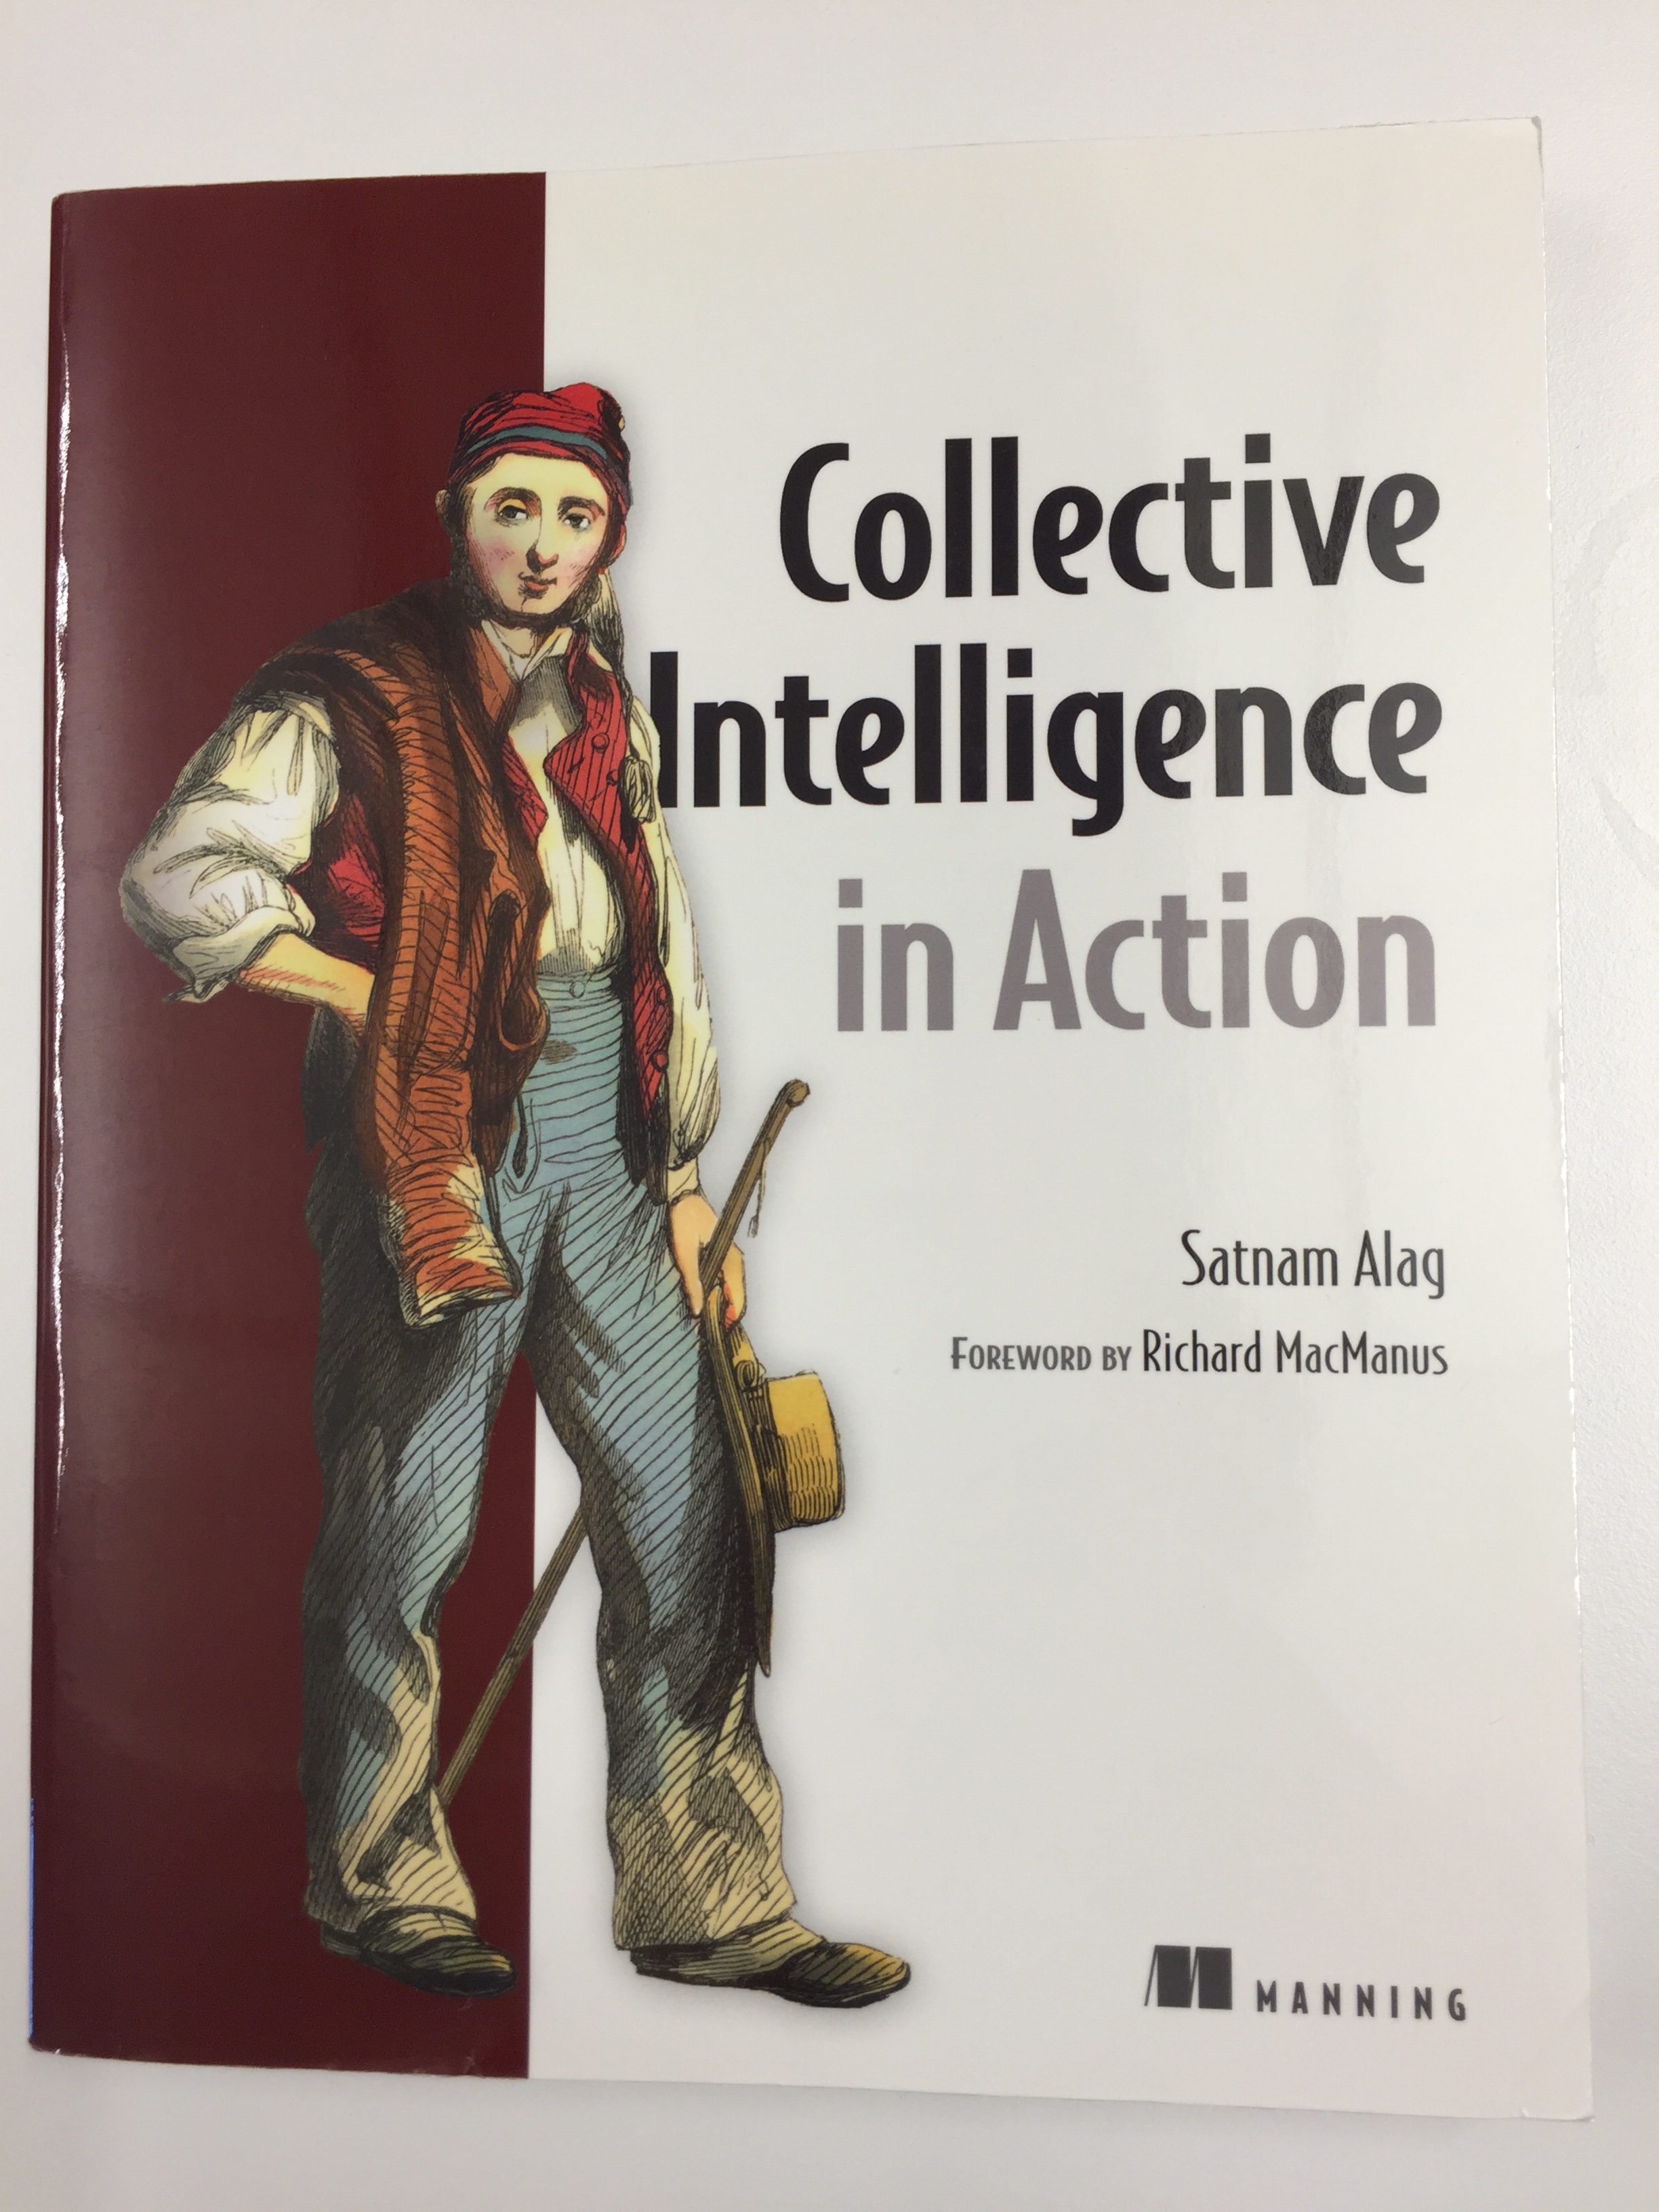 Collective
Intelligence
in Action
Satnam Alag
FOREWORD BY Richard MacManus
MANNING